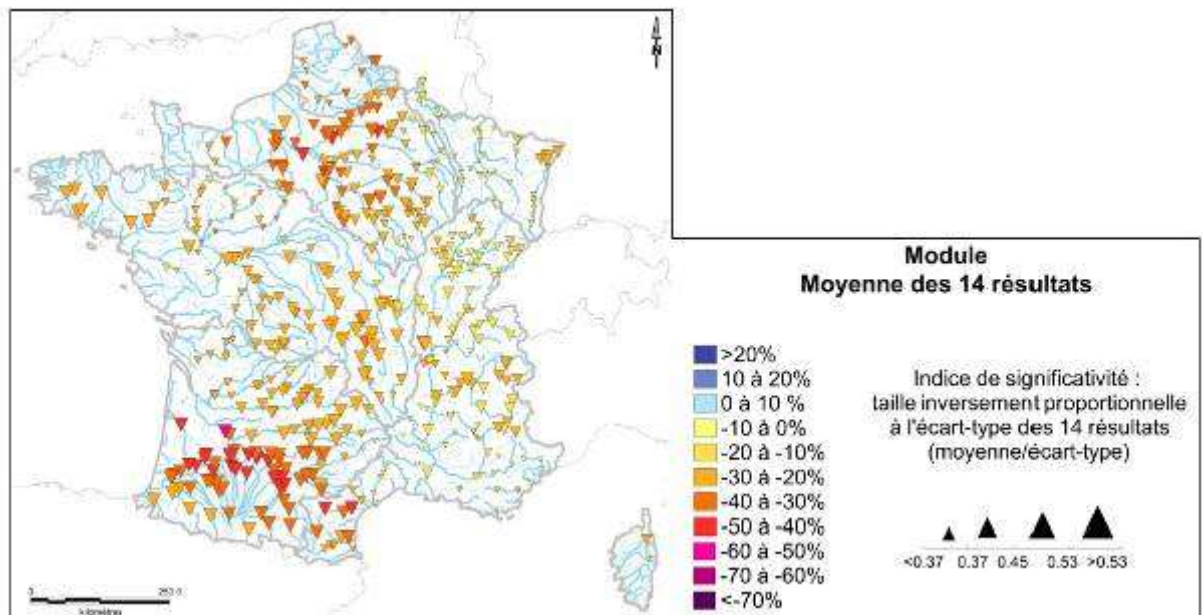 N
Module
Moyenne des 14 résultats
>20%
10 à 20%
0 à 10 %
-10 à 0%
-20 à -10%
-30 à -20%
-40 à -30%
-50 à -40%
-60 à -50%
-70 à -60%
<-70%
Indice de significativité :
taille inversement proportionnelle
à l'écart-type des 14 résultats
(moyenne/écart-type)
<0.37 0.37 0.45 0.53 >0.53
0
kilomètres